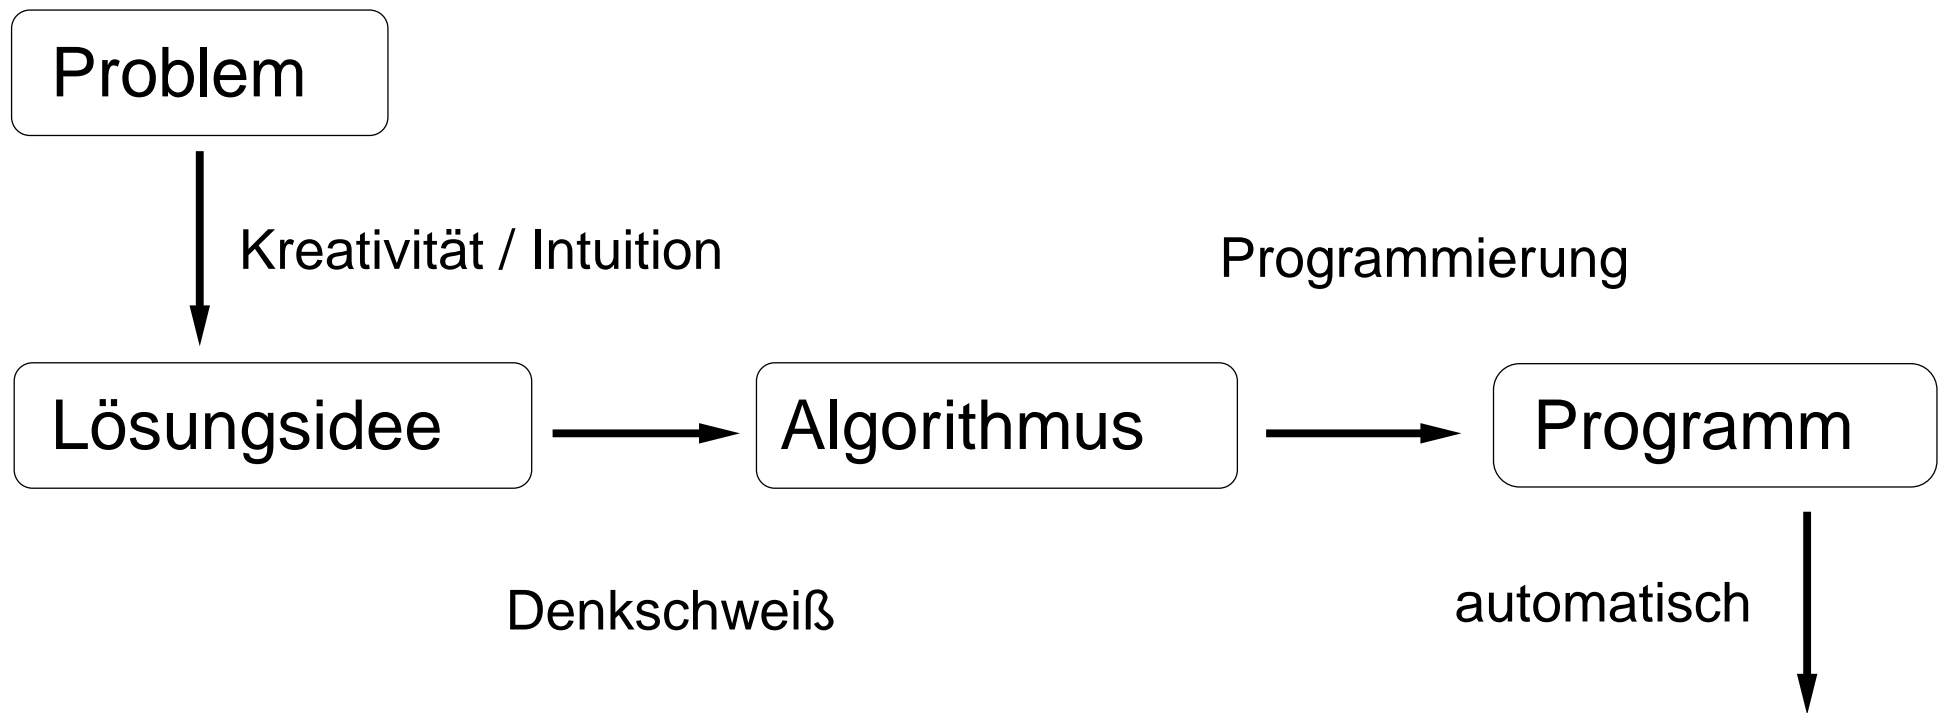 Problem
Kreativität / Intuition
Programmierung
Lösungsidee
Algorithmus
Programm
Denkschweiß
automatisch